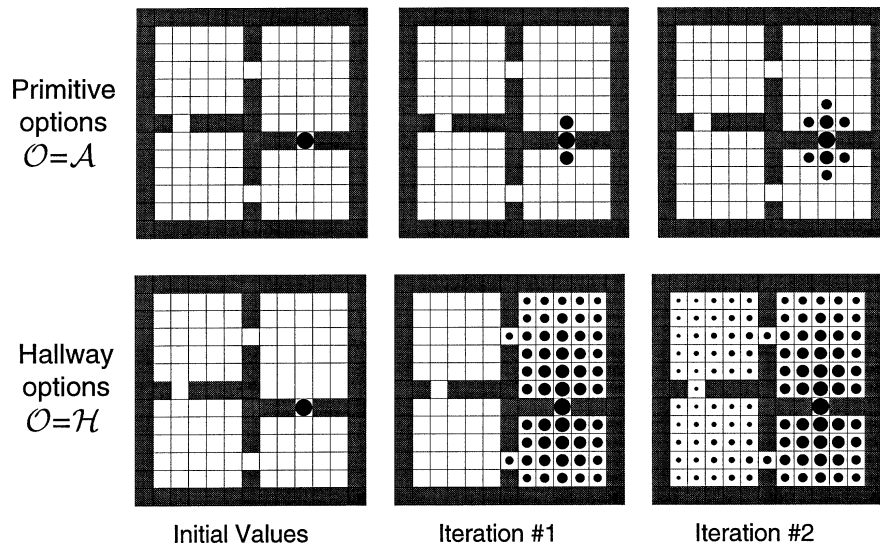 Primitive
options
𝒪=𝒜
Hallway
options
𝒪=ℋ
Initial Values
Iteration #1
Iteration #2